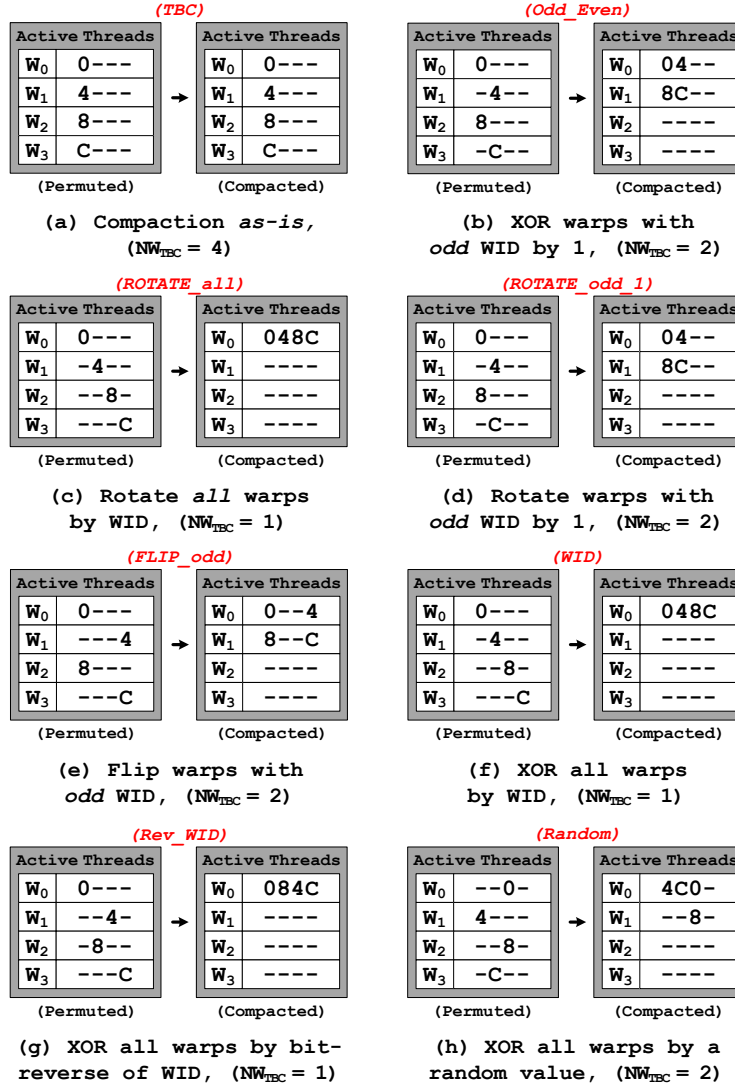 (TBC)
Active Threads
W0 0---
W1 4---
W2 8---
W3 C---
(Permuted)
→
Active Threads
W0 0---
W1 4---
W2 8---
W3 C---
(Compacted)
(a) Compaction as-is,
(NWTBC = 4)
(Odd_Even)
Active Threads
W0 0---
W1 -4--
W2 8---
W3 -C--
(Permuted)
→
Active Threads
W0 04--
W1 8C--
W2 ----
W3 ----
(Compacted)
(b) XOR warps with
odd WID by 1, (NWTBC = 2)
(ROTATE_all)
Active Threads
W0 0---
W1 -4--
W2 --8-
W3 ---C
(Permuted)
→
Active Threads
W0 048C
W1 ----
W2 ----
W3 ----
(Compacted)
(c) Rotate all warps
by WID, (NWTBC = 1)
(ROTATE_odd_1)
Active Threads
W0 0---
W1 -4--
W2 8---
W3 -C--
(Permuted)
→
Active Threads
W0 04--
W1 8C--
W2 ----
W3 ----
(Compacted)
(d) Rotate warps with
odd WID by 1, (NWTBC = 2)
(FLIP_odd)
Active Threads
W0 0---
W1 ---4
W2 8---
W3 ---C
(Permuted)
→
Active Threads
W0 0--4
W1 8--C
W2 ----
W3 ----
(Compacted)
(e) Flip warps with
odd WID, (NWTBC = 2)
(WID)
Active Threads
W0 0---
W1 -4--
W2 --8-
W3 ---C
(Permuted)
→
Active Threads
W0 048C
W1 ----
W2 ----
W3 ----
(Compacted)
(f) XOR all warps
by WID, (NWTBC = 1)
(Rev_WID)
Active Threads
W0 0---
W1 --4-
W2 -8--
W3 ---C
(Permuted)
→
Active Threads
W0 084C
W1 ----
W2 ----
W3 ----
(Compacted)
(g) XOR all warps by bit-
reverse of WID, (NWTBC = 1)
(Random)
Active Threads
W0 --0-
W1 4---
W2 --8-
W3 -C--
(Permuted)
→
Active Threads
W0 4C0-
W1 --8-
W2 ----
W3 ----
(Compacted)
(h) XOR all warps by a
random value, (NWTBC = 2)